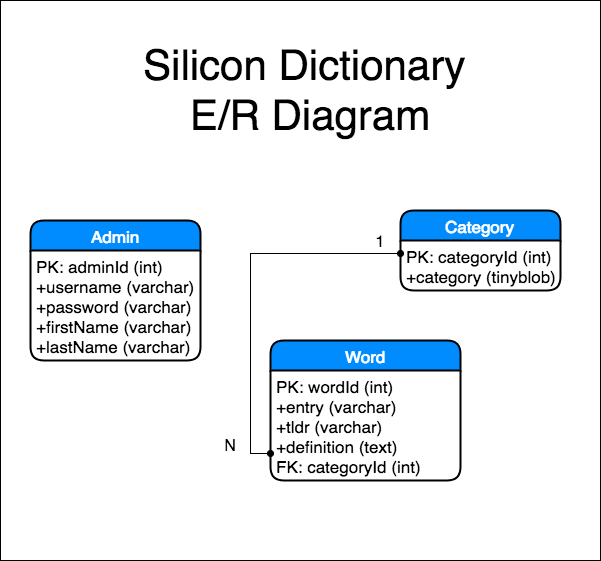 Silicon Dictionary
E/R Diagram
Admin
PK: adminId (int)
+username (varchar)
+password (varchar)
+firstName (varchar)
+lastName (varchar)
1
Category
PK: categoryId (int)
+category (tinyblob)
N
Word
PK: wordId (int)
+entry (varchar)
+tldr (varchar)
+definition (text)
FK: categoryId (int)